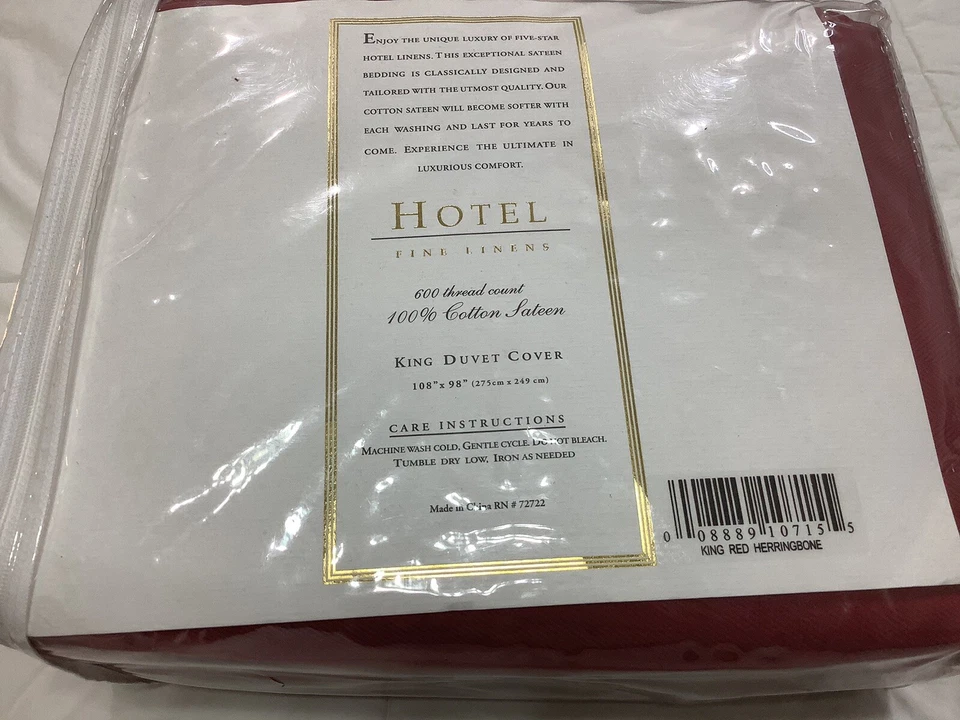 ENJOY THE UNIQUE LUXURY OF FIVE-STAR
HOTEL LINENS. THIS EXCEPTIONAL SATEEN
BEDDING IS CLASSICALLY DESIGNED AND
TAILORED WITH THE UTMOST QUALITY. OUR
COTTON SATEEN WILL BECOME SOFTER WITH
EACH WASHING AND LAST FOR YEARS TO
COME. EXPERIENCE THE ULTIMATE IN
LUXURIOUS COMFORT.
HOTEL
FINE LINENS
600 thread count
100% Cotton Sateen
KING DUVET COVER
108"x 98" (275cm x 249 cm)
CARE INSTRUCTIONS
MACHINE WASH COLD, GENTLE CYCLE. DO NOT BLEACH.
TUMBLE DRY LOW, IRON AS NEEDED
Made in China RN # 72722
0 08889 10715 5
KING RED HERRINGBONE